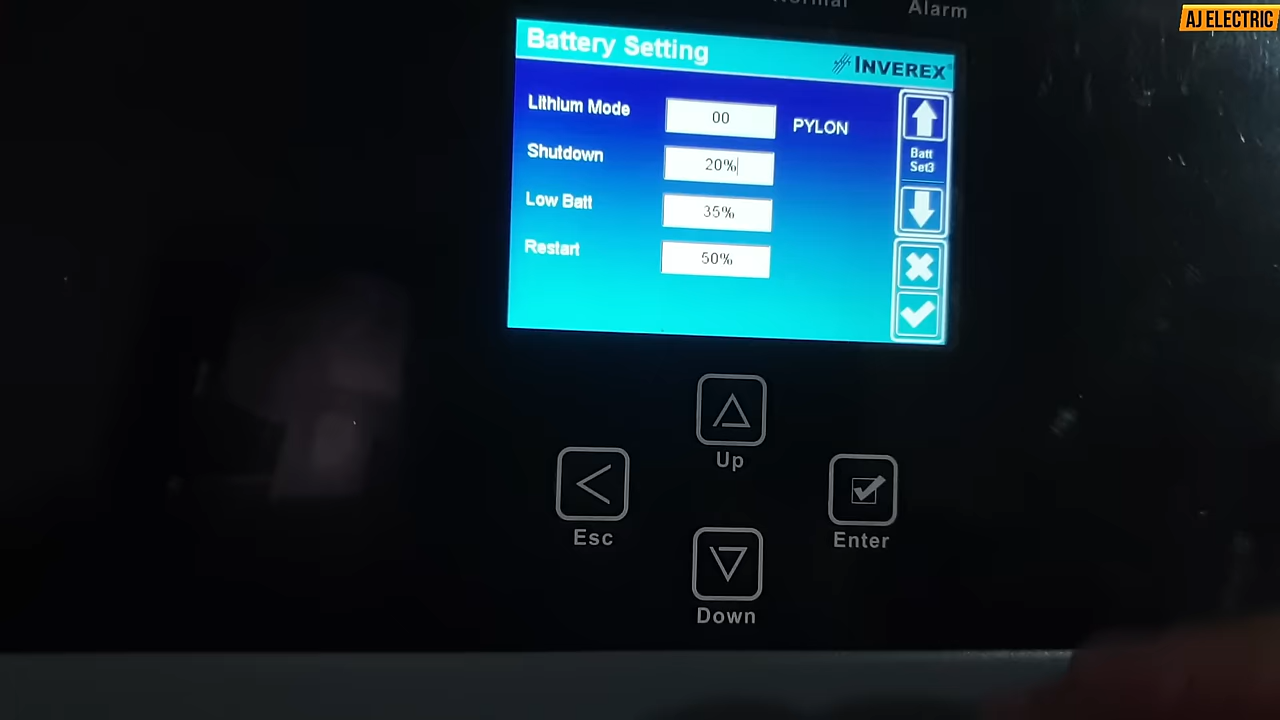 Normal
Alarm
AJ ELECTRIC
Battery Setting
INVEREX
Lithium Mode
00
PYLON
Shutdown
20%
Batt
Set3
Low Batt
35%
Restart
50%
Up
Esc
Enter
Down